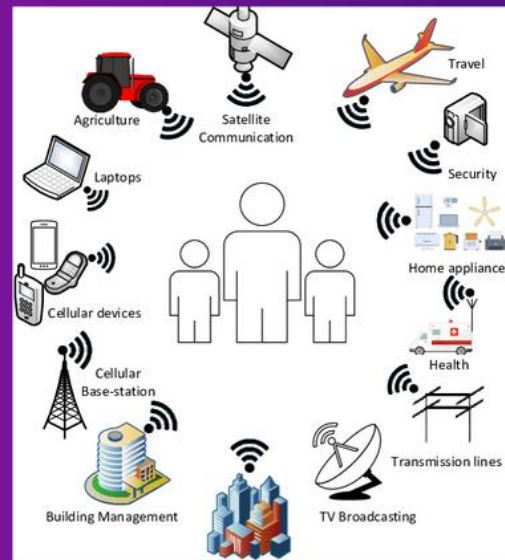 Agriculture
Satellite
Communication
Travel
Laptops
Security
Cellular devices
Home appliance
Cellular
Base-station
Health
Transmission lines
Building Management
TV Broadcasting